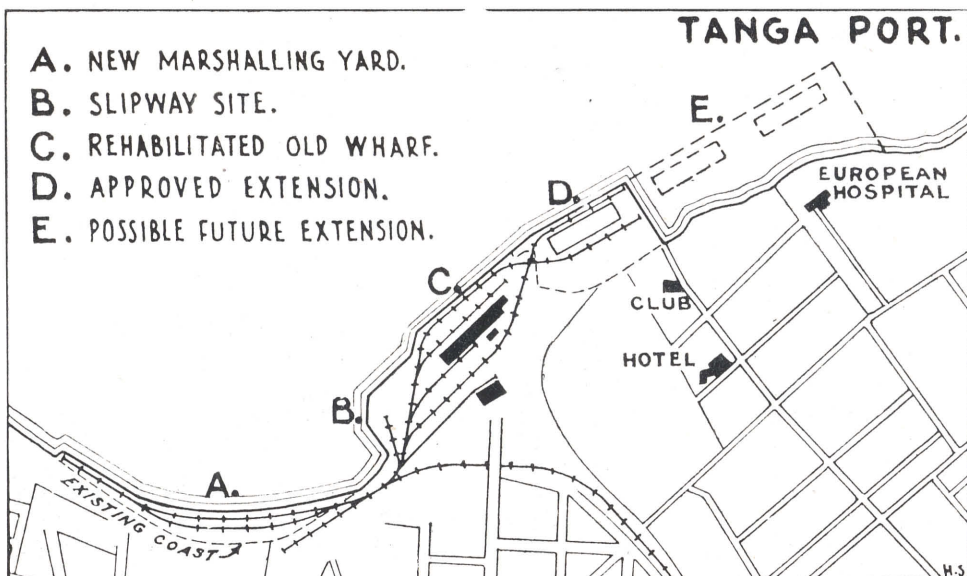 TANGA PORT.
A. NEW MARSHALLING YARD.
B. SLIPWAY SITE.
C. REHABILITATED OLD WHARF.
D. APPROVED EXTENSION.
E. POSSIBLE FUTURE EXTENSION.
E.
EUROPEAN
HOSPITAL
D.
C.
CLUB
HOTEL
B.
A.
EXISTING COAST
H.S